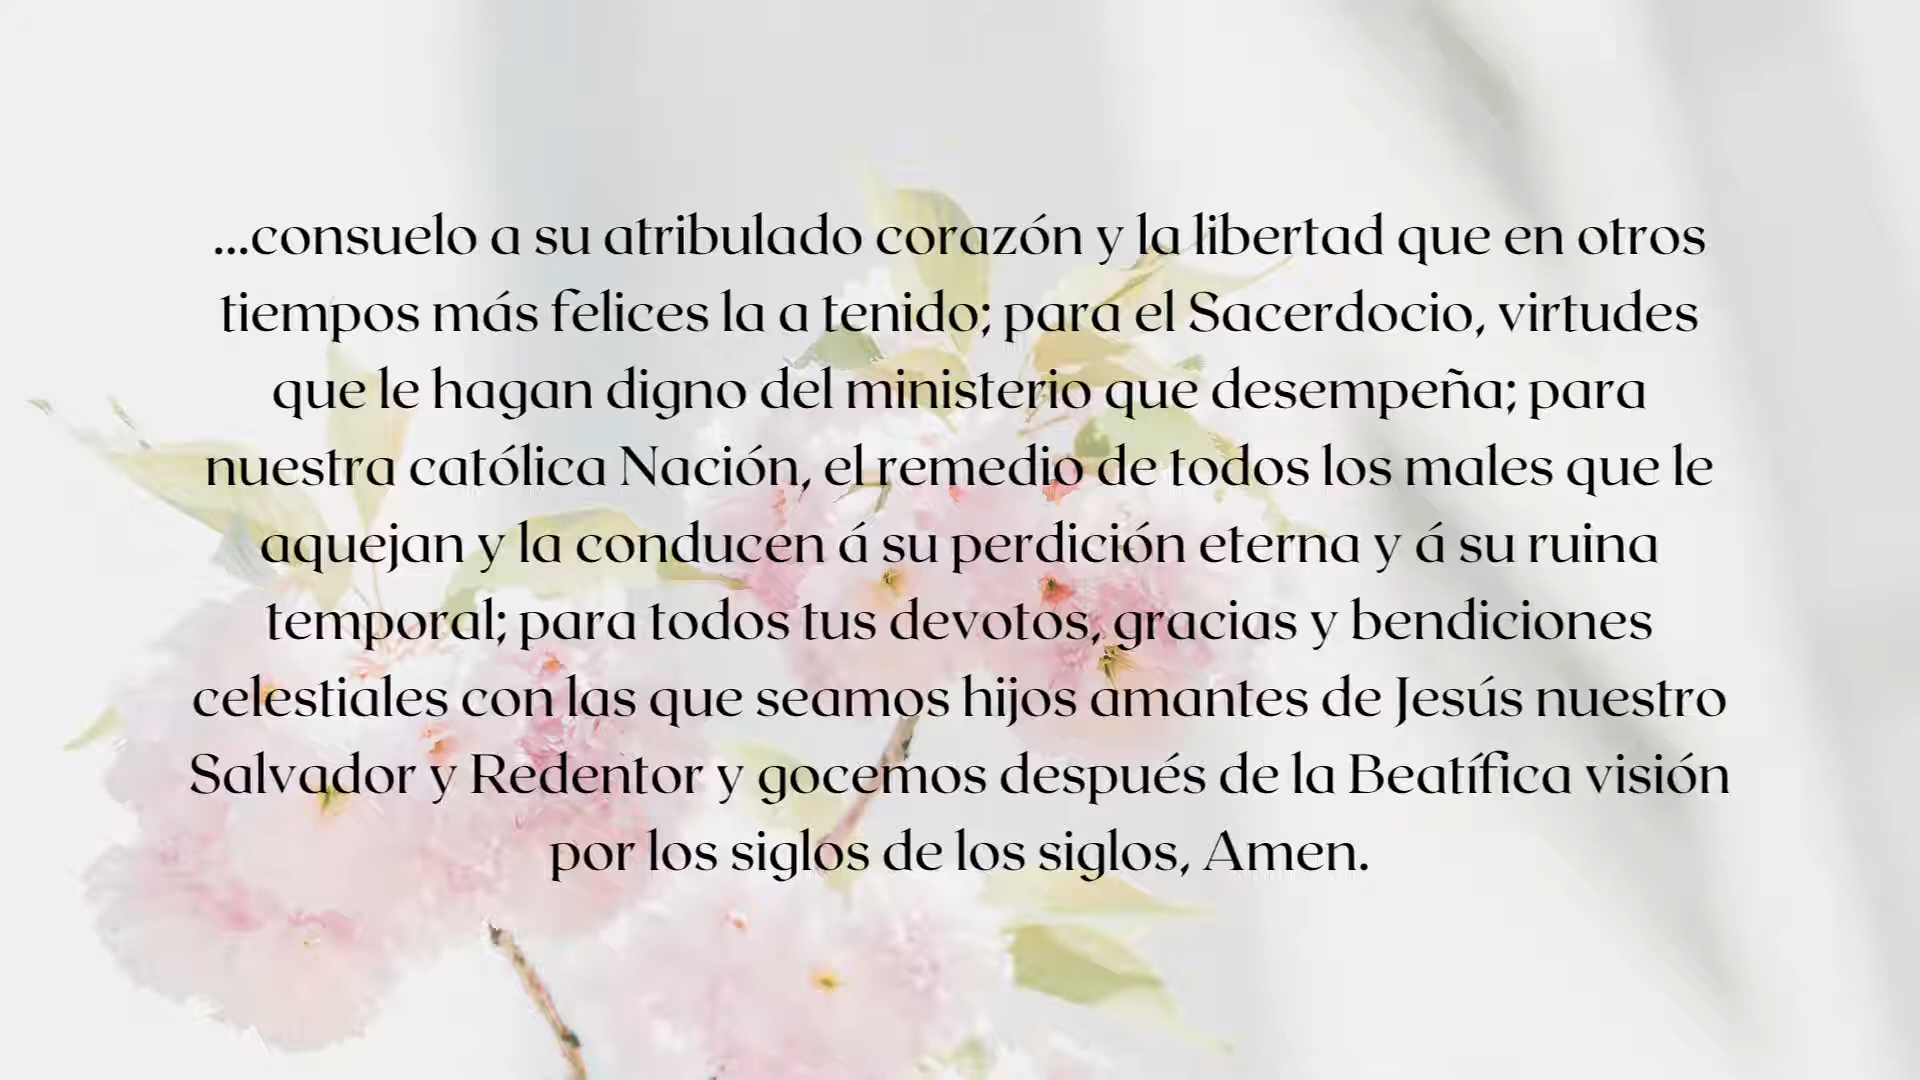 ...consuelo a su atribulado corazón y la libertad que en otros
tiempos más felices la a tenido; para el Sacerdocio, virtudes
que le hagan digno del ministerio que desempeña; para
nuestra católica Nación, el remedio de todos los males que le
aquejan y la conducen á su perdición eterna y á su ruina
temporal; para todos tus devotos, gracias y bendiciones
celestiales con las que seamos hijos amantes de Jesús nuestro
Salvador y Redentor y gocemos después de la Beatífica visión
por los siglos de los siglos, Amen.